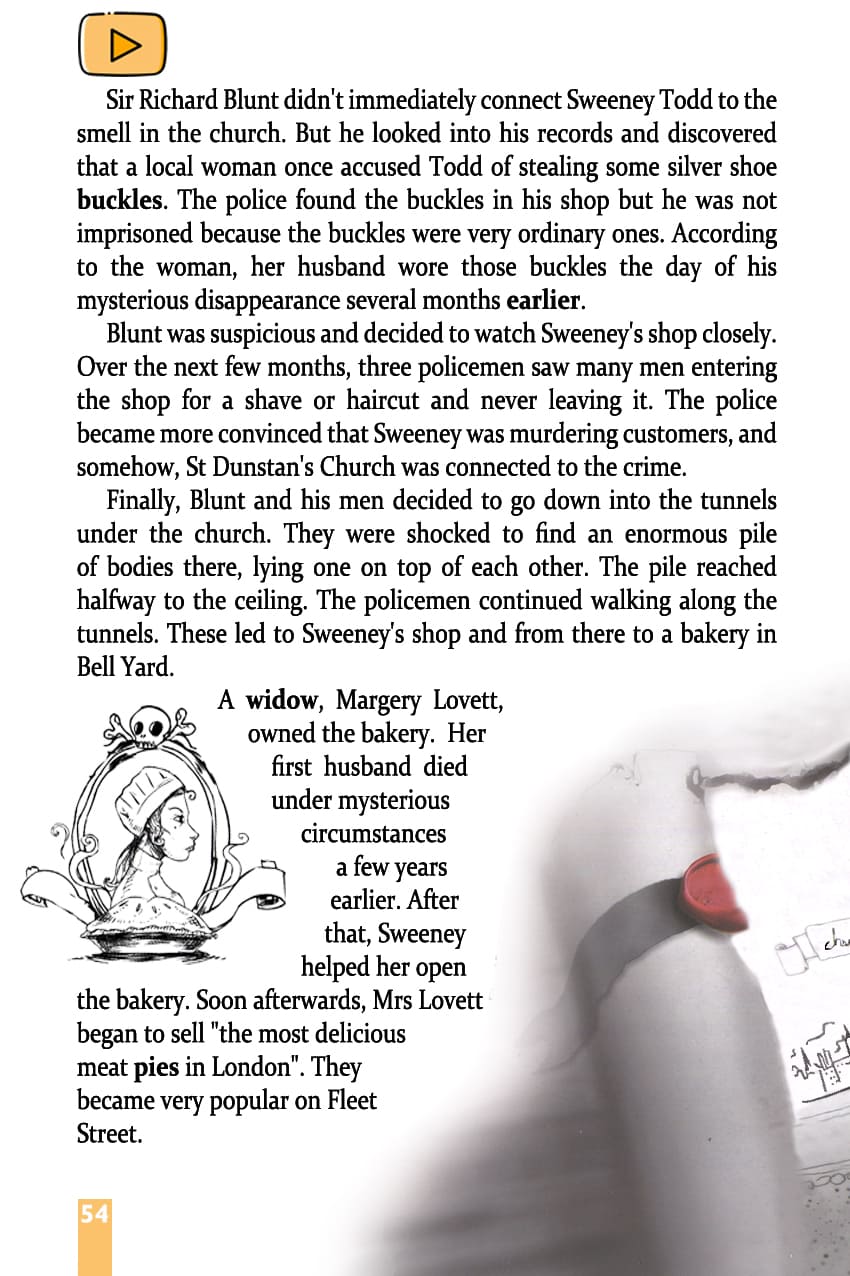 Sir Richard Blunt didn't immediately connect Sweeney Todd to the
smell in the church. But he looked into his records and discovered
that a local woman once accused Todd of stealing some silver shoe
buckles. The police found the buckles in his shop but he was not
imprisoned because the buckles were very ordinary ones. According
to the woman, her husband wore those buckles the day of his
mysterious disappearance several months earlier.
Blunt was suspicious and decided to watch Sweeney's shop closely.
Over the next few months, three policemen saw many men entering
the shop for a shave or haircut and never leaving it. The police
became more convinced that Sweeney was murdering customers, and
somehow, St Dunstan's Church was connected to the crime.
Finally, Blunt and his men decided to go down into the tunnels
under the church. They were shocked to find an enormous pile
of bodies there, lying one on top of each other. The pile reached
halfway to the ceiling. The policemen continued walking along the
tunnels. These led to Sweeney's shop and from there to a bakery in
Bell Yard.
A widow, Margery Lovett,
owned the bakery. Her
first husband died
under mysterious
circumstances
a few years
earlier. After
that, Sweeney
helped her open
the bakery. Soon afterwards, Mrs Lovett
began to sell "the most delicious
meat pies in London". They
became very popular on Fleet
Street.
54